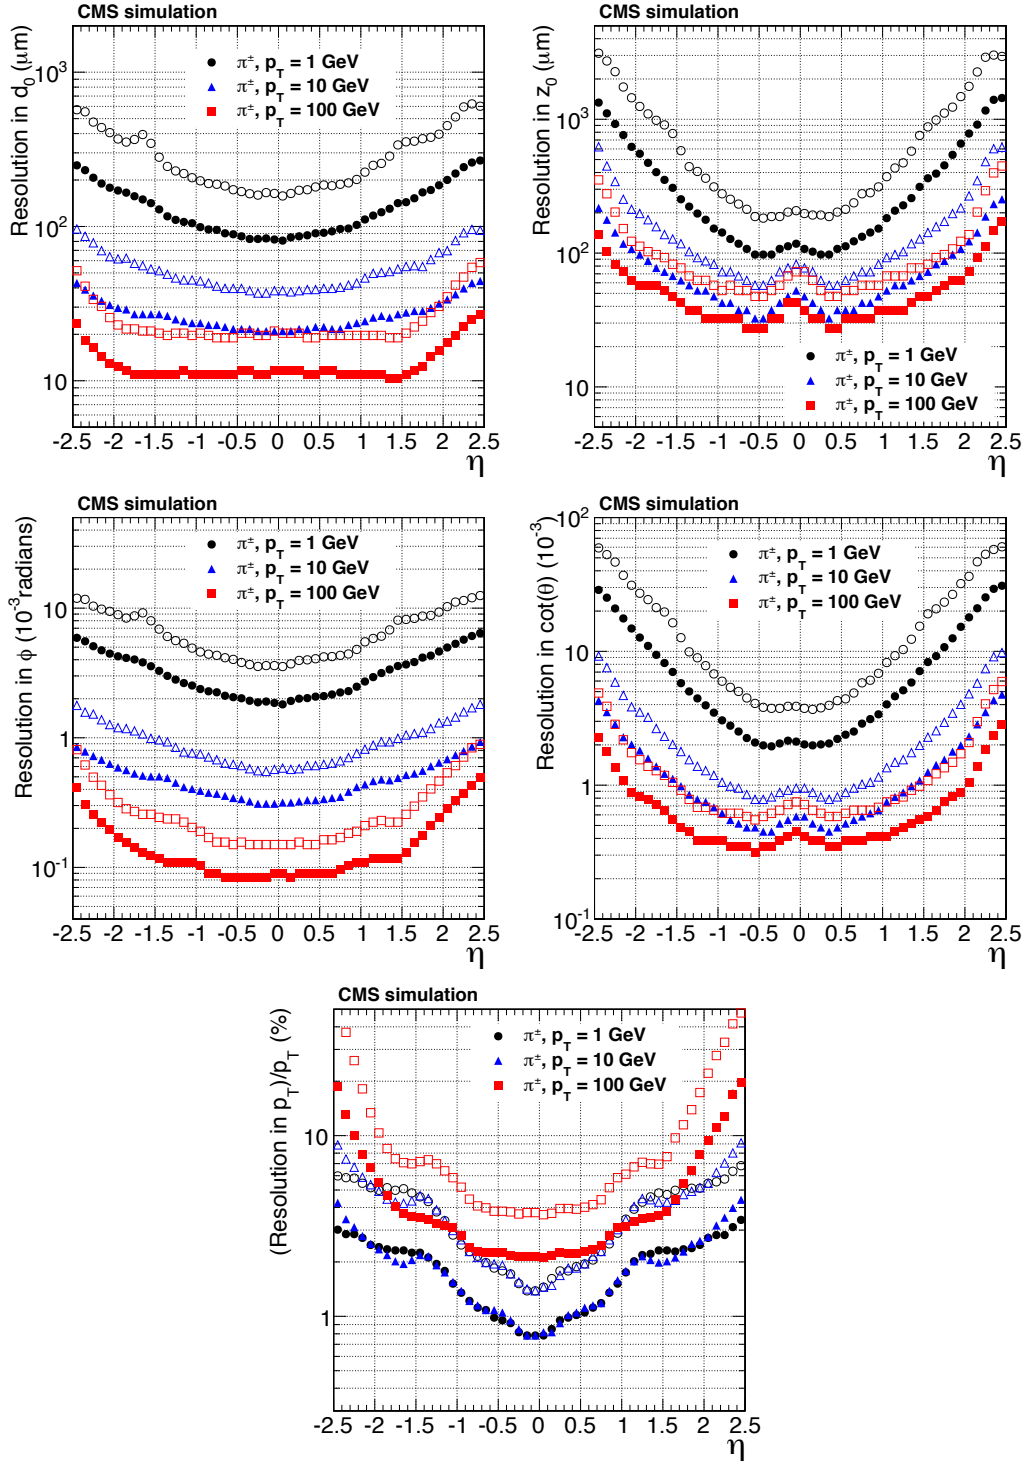 CMS simulation
Resolution in d0 (μm)
π±, pT = 1 GeV
π±, pT = 10 GeV
π±, pT = 100 GeV
10³
10²
10
-2.5 -2 -1.5 -1 -0.5 0 0.5 1 1.5 2 2.5
η
CMS simulation
Resolution in z0 (μm)
10³
10²
10
π±, pT = 1 GeV
π±, pT = 10 GeV
π±, pT = 100 GeV
-2.5 -2 -1.5 -1 -0.5 0 0.5 1 1.5 2 2.5
η
CMS simulation
Resolution in ϕ (10⁻³radians)
π±, pT = 1 GeV
π±, pT = 10 GeV
π±, pT = 100 GeV
10
1
10⁻¹
-2.5 -2 -1.5 -1 -0.5 0 0.5 1 1.5 2 2.5
η
CMS simulation
Resolution in cot(θ) (10⁻³)
10²
π±, pT = 1 GeV
π±, pT = 10 GeV
π±, pT = 100 GeV
10
1
10⁻¹
-2.5 -2 -1.5 -1 -0.5 0 0.5 1 1.5 2 2.5
η
CMS simulation
(Resolution in pT)/pT (%)
π±, pT = 1 GeV
π±, pT = 10 GeV
π±, pT = 100 GeV
10
1
-2.5 -2 -1.5 -1 -0.5 0 0.5 1 1.5 2 2.5
η